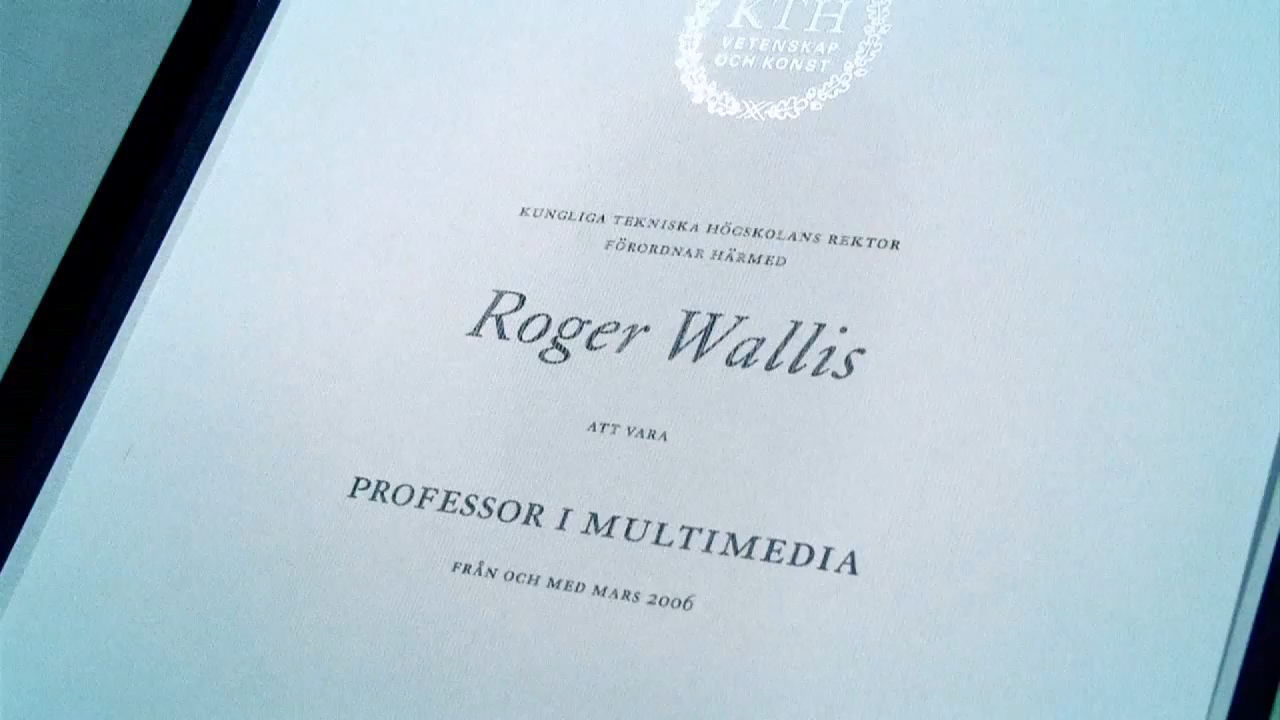 KTH
VETENSKAP
OCH KONST
KUNGLIGA TEKNISKA HÖGSKOLANS REKTOR
FÖRORDNAR HÄRMED
Roger Wallis
ATT VARA
PROFESSOR I MULTIMEDIA
FRÅN OCH MED MARS 2006